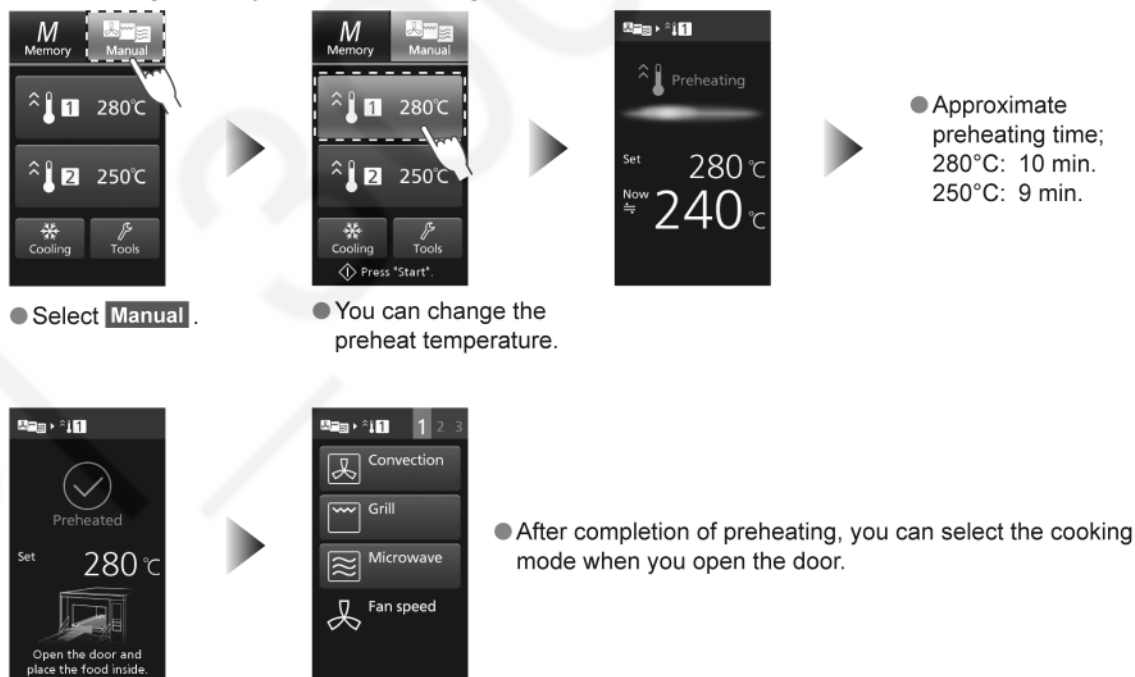 M
Memory
Manual
1 280℃
2 250℃
Cooling
Tools
● Select Manual .
M
Memory
Manual
1 280℃
2 250℃
Cooling
Tools
Press "Start".
● You can change the
preheat temperature.
1
Preheating
Set
280 ℃
Now
≒ 240 ℃
● Approximate
preheating time;
280°C: 10 min.
250°C: 9 min.
1
Preheated
Set
280 ℃
Open the door and
place the food inside.
1 1 2 3
Convection
Grill
Microwave
Fan speed
● After completion of preheating, you can select the cooking
mode when you open the door.